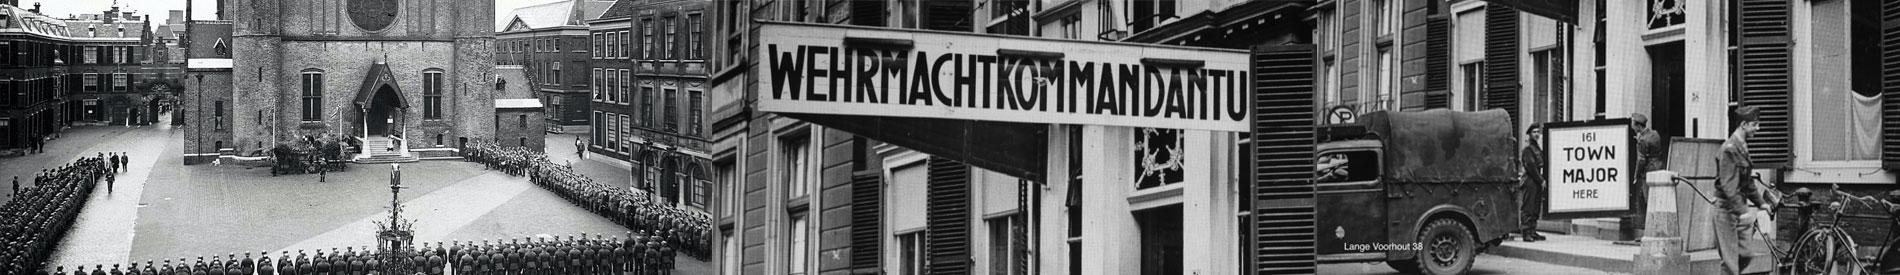 WEHRMACHTKOMMANDANTU
P
161
TOWN
MAJOR
HERE
Lange Voorhout 38